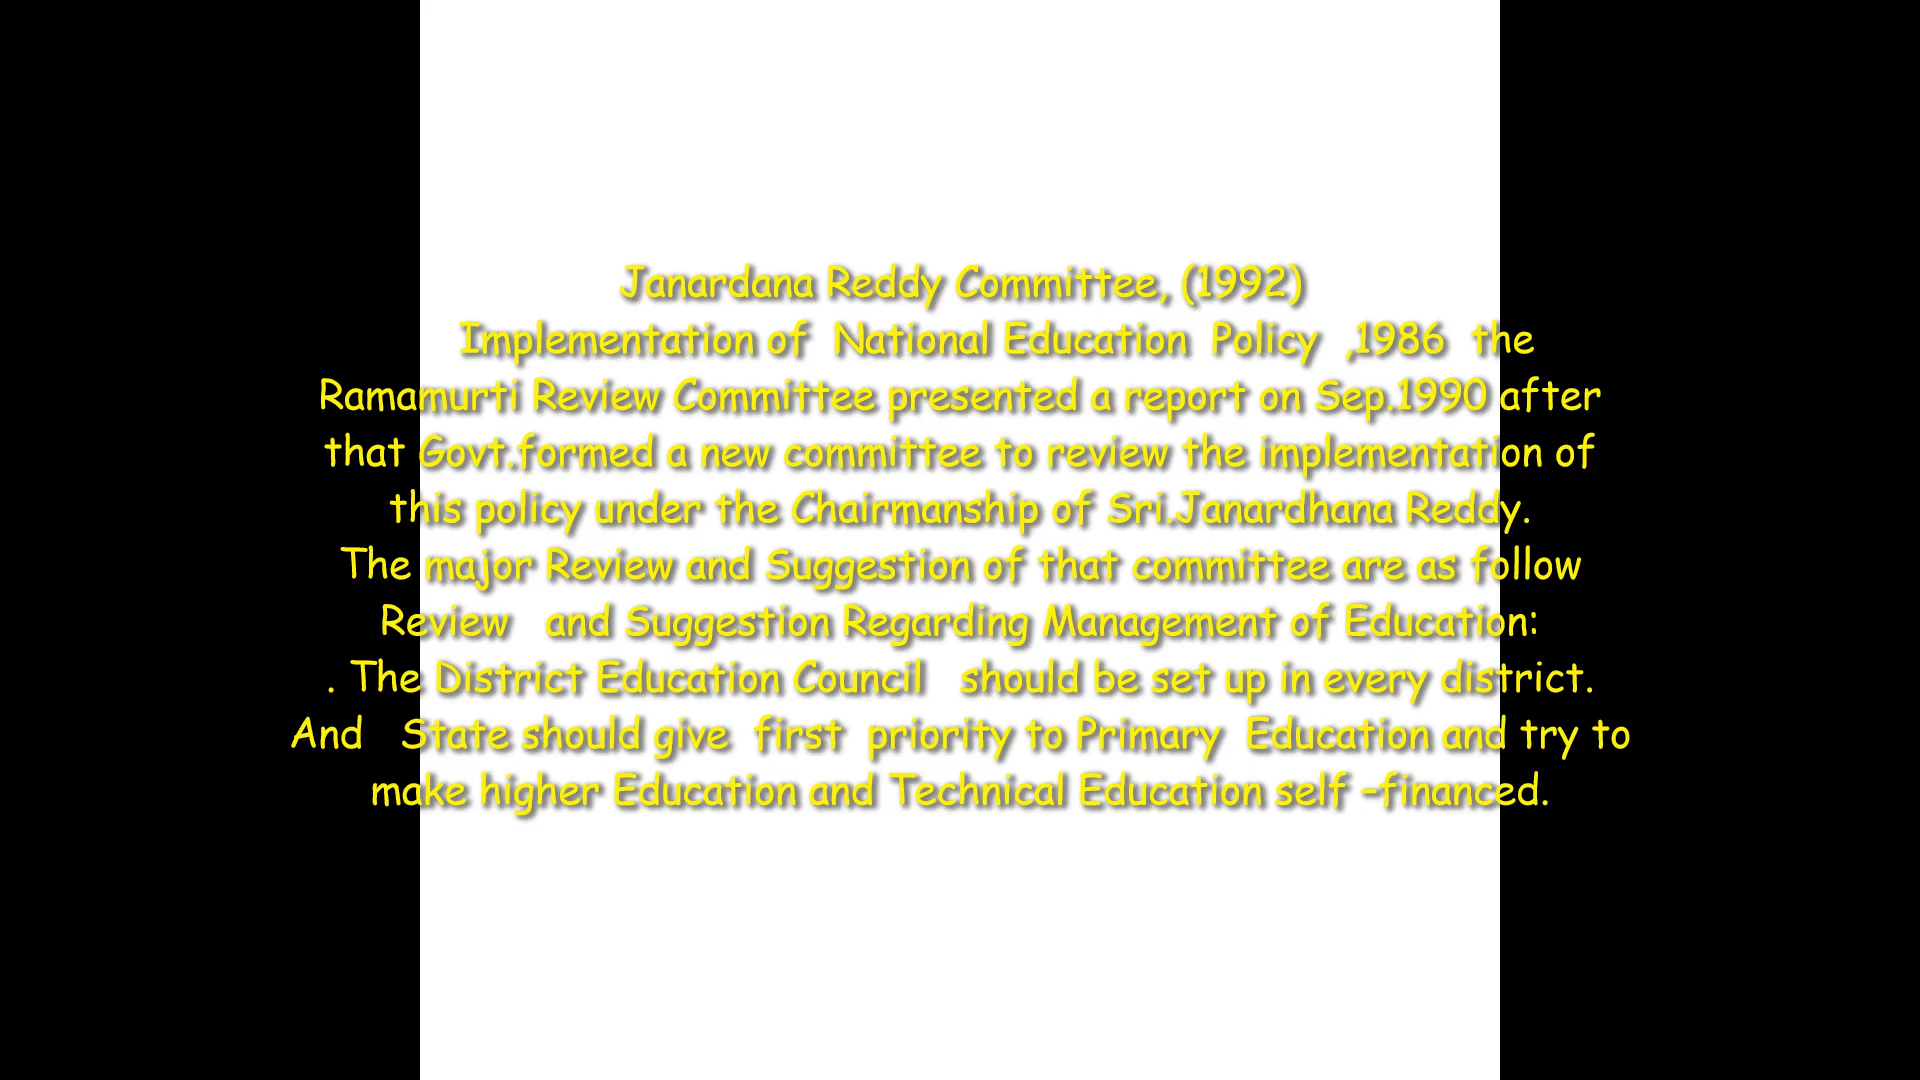 Janardana Reddy Committee, (1992)
Implementation of National Education Policy ,1986 the
Ramamurti Review Committee presented a report on Sep.1990 after
that Govt.formed a new committee to review the implementation of
this policy under the Chairmanship of Sri.Janardhana Reddy.
The major Review and Suggestion of that committee are as follow
Review and Suggestion Regarding Management of Education:
. The District Education Council should be set up in every district.
And State should give first priority to Primary Education and try to
make higher Education and Technical Education self –financed.